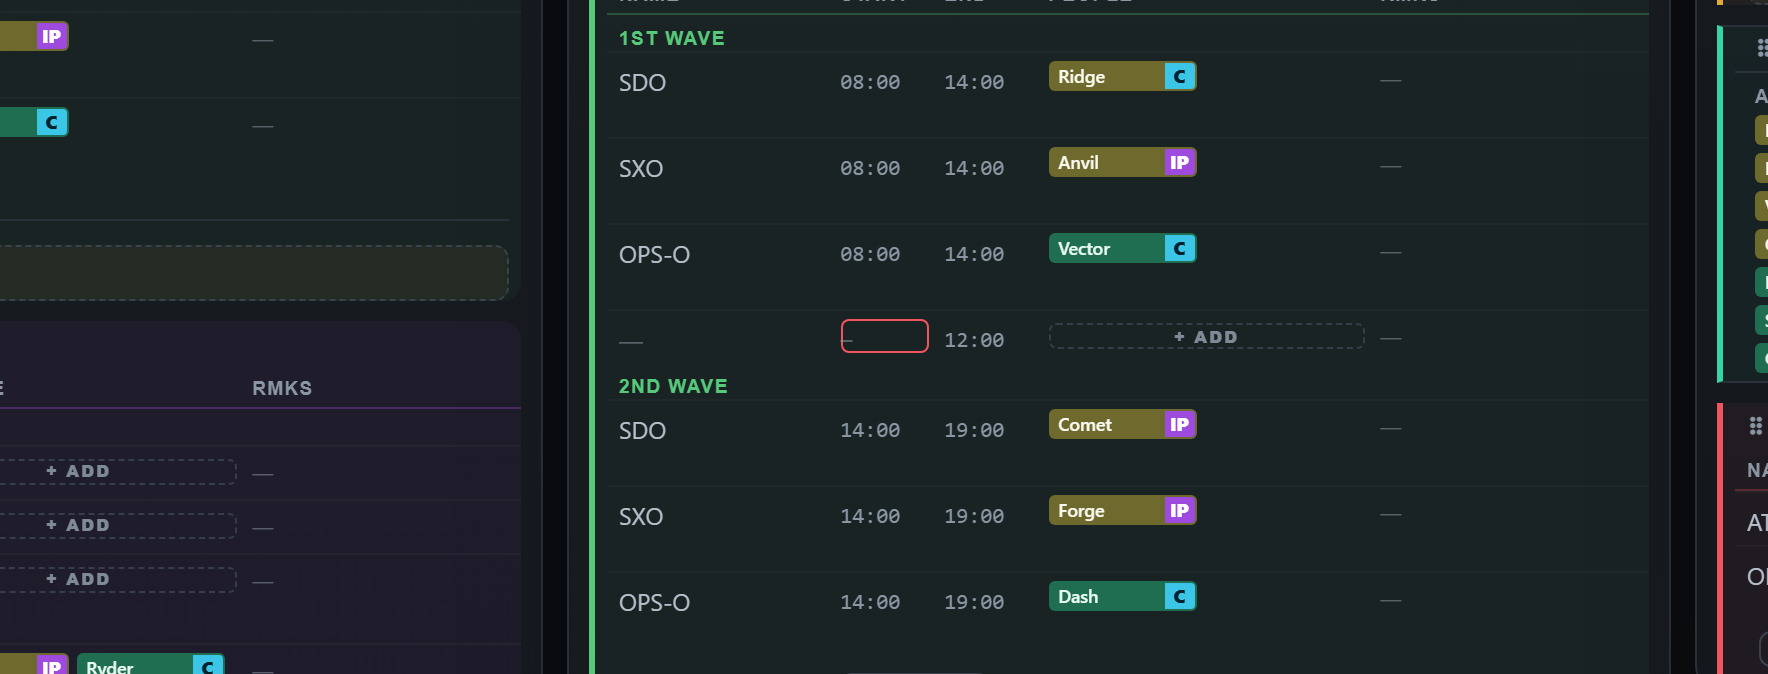 IP
—
C
—
RMKS
+ ADD —
+ ADD —
+ ADD —
IP Ryder C —
1ST WAVE
SDO 08:00 14:00 Ridge C —
SXO 08:00 14:00 Anvil IP —
OPS-O 08:00 14:00 Vector C —
— – 12:00 + ADD —
2ND WAVE
SDO 14:00 19:00 Comet IP —
SXO 14:00 19:00 Forge IP —
OPS-O 14:00 19:00 Dash C —